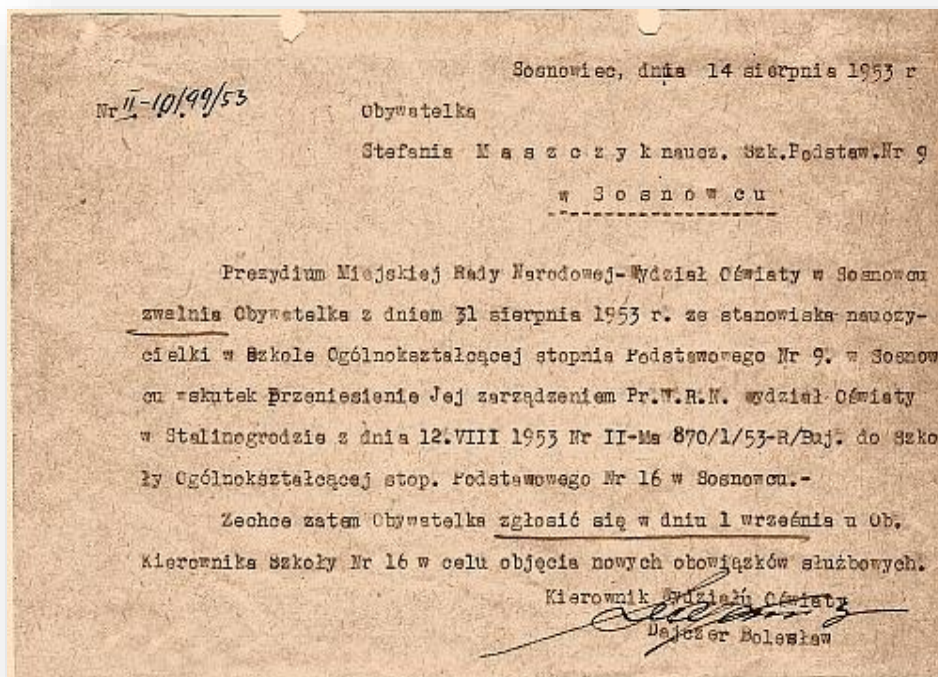 Sosnowiec, dnia 14 sierpnia 1953 r
Nr II-10/99/53
Obywatelka
Stefania M a s z c z y k naucz. Szk.Podstaw.Nr 9
w S o s n o w c u
Prezydium Miejskiej Rady Narodowej-Wydział Oświaty w Sosnowcu
zwalnia Obywatelka z dniem 31 sierpnia 1953 r. ze stanowiska nauczy-
cielki w Szkole Ogólnokształcącej stopnia Podstawowego Nr 9. w Sosnow
cu wskutek Przeniesienie Jej zarządzeniem Pr.W.R.N. wydział Oświaty
w Stalinogrodzie z dnia 12.VIII 1953 Nr II-Ma 870/1/53-R/Buj. do Szko
ły Ogólnokształcącej stop. Podstawowego Nr 16 w Sosnowcu.-
Zechce zatem Obywatelka zgłosić się w dniu 1 września u Ob.
Kierownika Szkoły Nr 16 w celu objęcia nowych obowiązków służbowych.
Kierownik Wydziału Oświaty
Dajczer Bolesław